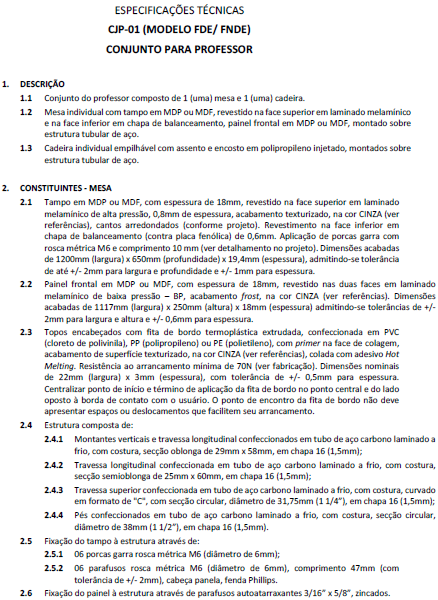 ESPECIFICAÇÕES TÉCNICAS
CJP-01 (MODELO FDE/ FNDE)
CONJUNTO PARA PROFESSOR
1. DESCRIÇÃO
1.1 Conjunto do professor composto de 1 (uma) mesa e 1 (uma) cadeira.
1.2 Mesa individual com tampo em MDP ou MDF, revestido na face superior em laminado melamínico
e na face inferior em chapa de balanceamento, painel frontal em MDP ou MDF, montados sobre
estrutura tubular de aço.
1.3 Cadeira individual empilhável com assento e encosto em polipropileno injetado, montados sobre
estrutura tubular de aço.
2. CONSTITUINTES - MESA
2.1 Tampo em MDP ou MDF, com espessura de 18mm, revestido na face superior em laminado
melamínico de alta pressão, 0,8mm de espessura, acabamento texturizado, na cor CINZA (ver
referências), cantos arredondados (conforme projeto). Revestimento na face inferior em
chapa de balanceamento (contra placa fenólica) de 0,6mm. Aplicação de porcas garra com
rosca métrica M6 e comprimento 10 mm (ver detalhamento no projeto). Dimensões acabadas
de 1200mm (largura) x 650mm (profundidade) x 19,4mm (espessura), admitindo-se tolerância
de até +/- 2mm para largura e profundidade e +/- 1mm para espessura.
2.2 Painel frontal em MDP ou MDF, com espessura de 18mm, revestido nas duas faces em laminado
melamínico de baixa pressão – BP, acabamento frost, na cor CINZA (ver referências). Dimensões
acabadas de 1117mm (largura) x 250mm (altura) x 18mm (espessura) admitindo-se tolerâncias de +/-
2mm para largura e altura e +/- 0,6mm para espessura.
2.3 Topos encabeçados com fita de bordo termoplástica extrudada, confeccionada em PVC
(cloreto de polivinila), PP (polipropileno) ou PE (polietileno), com primer na face de colagem,
acabamento de superfície texturizado, na cor CINZA (ver referências), colada com adesivo Hot
Melting. Resistência ao arrancamento mínima de 70N (ver fabricação). Dimensões nominais
de 22mm (largura) x 3mm (espessura), com tolerância de +/- 0,5mm para espessura.
Centralizar ponto de início e término de aplicação da fita de bordo no ponto central e do lado
oposto à borda de contato com o usuário. O ponto de encontro da fita de bordo não deve
apresentar espaços ou deslocamentos que facilitem seu arrancamento.
2.4 Estrutura composta de:
2.4.1 Montantes verticais e travessa longitudinal confeccionados em tubo de aço carbono laminado a
frio, com costura, secção oblonga de 29mm x 58mm, em chapa 16 (1,5mm);
2.4.2 Travessa longitudinal confeccionada em tubo de aço carbono laminado a frio, com costura,
secção semioblonga de 25mm x 60mm, em chapa 16 (1,5mm);
2.4.3 Travessa superior confeccionada em tubo de aço carbono laminado a frio, com costura, curvado
em formato de "C", com secção circular, diâmetro de 31,75mm (1 1/4"), em chapa 16 (1,5mm);
2.4.4 Pés confeccionados em tubo de aço carbono laminado a frio, com costura, secção circular,
diâmetro de 38mm (1 1/2"), em chapa 16 (1,5mm).
2.5 Fixação do tampo à estrutura através de:
2.5.1 06 porcas garra rosca métrica M6 (diâmetro de 6mm);
2.5.2 06 parafusos rosca métrica M6 (diâmetro de 6mm), comprimento 47mm (com
tolerância de +/- 2mm), cabeça panela, fenda Phillips.
2.6 Fixação do painel à estrutura através de parafusos autoatarraxantes 3/16" x 5/8", zincados.